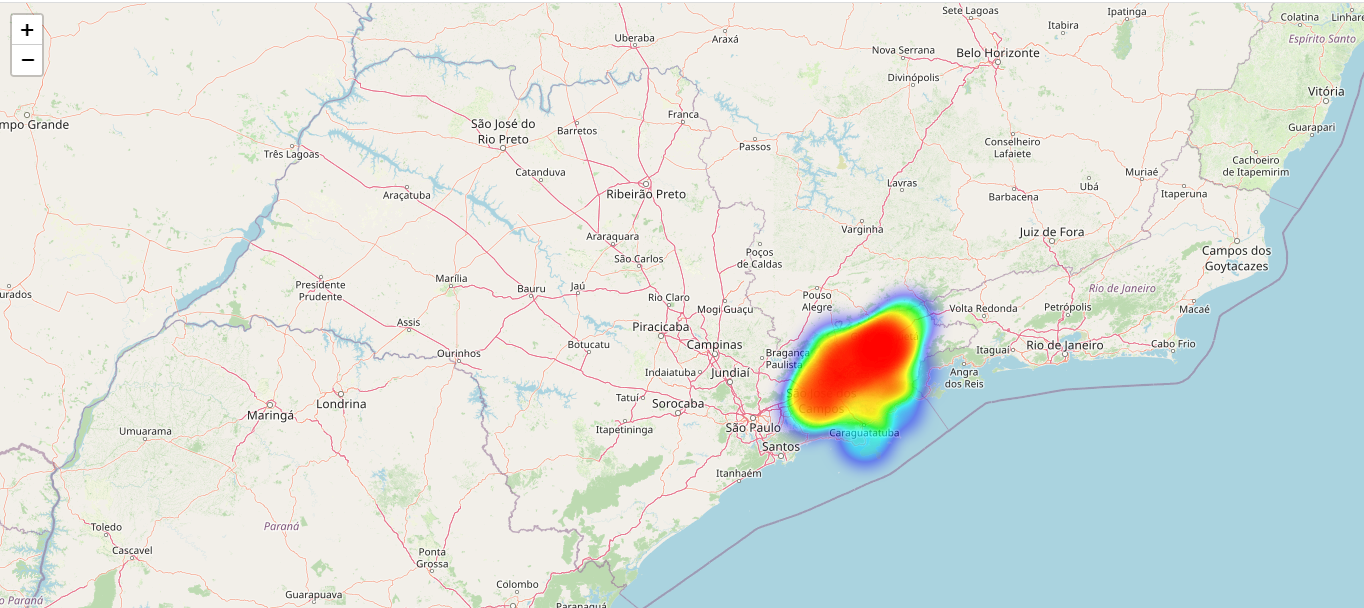 +
−
Sete Lagoas
Ipatinga
Colatina
Linhare
Itabira
Espírito Santo
Uberaba
Araxá
Nova Serrana
Belo Horizonte
Divinópolis
Vitória
Franca
mpo Grande
São José do
Rio Preto
Barretos
Guarapari
Três Lagoas
Passos
Conselheiro
Lafaiete
Cachoeiro
de Itapemirim
Catanduva
Lavras
Muriaé
Ubá
Araçatuba
Ribeirão Preto
Barbacena
Itaperuna
Araraquara
Varginha
Juiz de Fora
São Carlos
Poços
de Caldas
Campos dos
Goytacazes
Marília
Presidente
Prudente
Bauru
Jaú
Rio de Janeiro
urados
Rio Claro
Pouso
Alegre
Mogi Guaçu
Volta Redonda
Petrópolis
Macaé
Assis
Piracicaba
Botucatu
Campinas
Itaguaí
Rio de Janeiro
Cabo Frio
Ourinhos
Bragança
Paulista
Indaiatuba
Jundiaí
Angra
dos Reis
Tatuí
Sorocaba
Londrina
Campos
Maringá
Umuarama
Itapetininga
São Paulo
Caraguatatuba
Santos
Itanhaém
Toledo
Paraná
Cascavel
Ponta
Grossa
Colombo
Guarapuava
o Paraná
Paranaguá